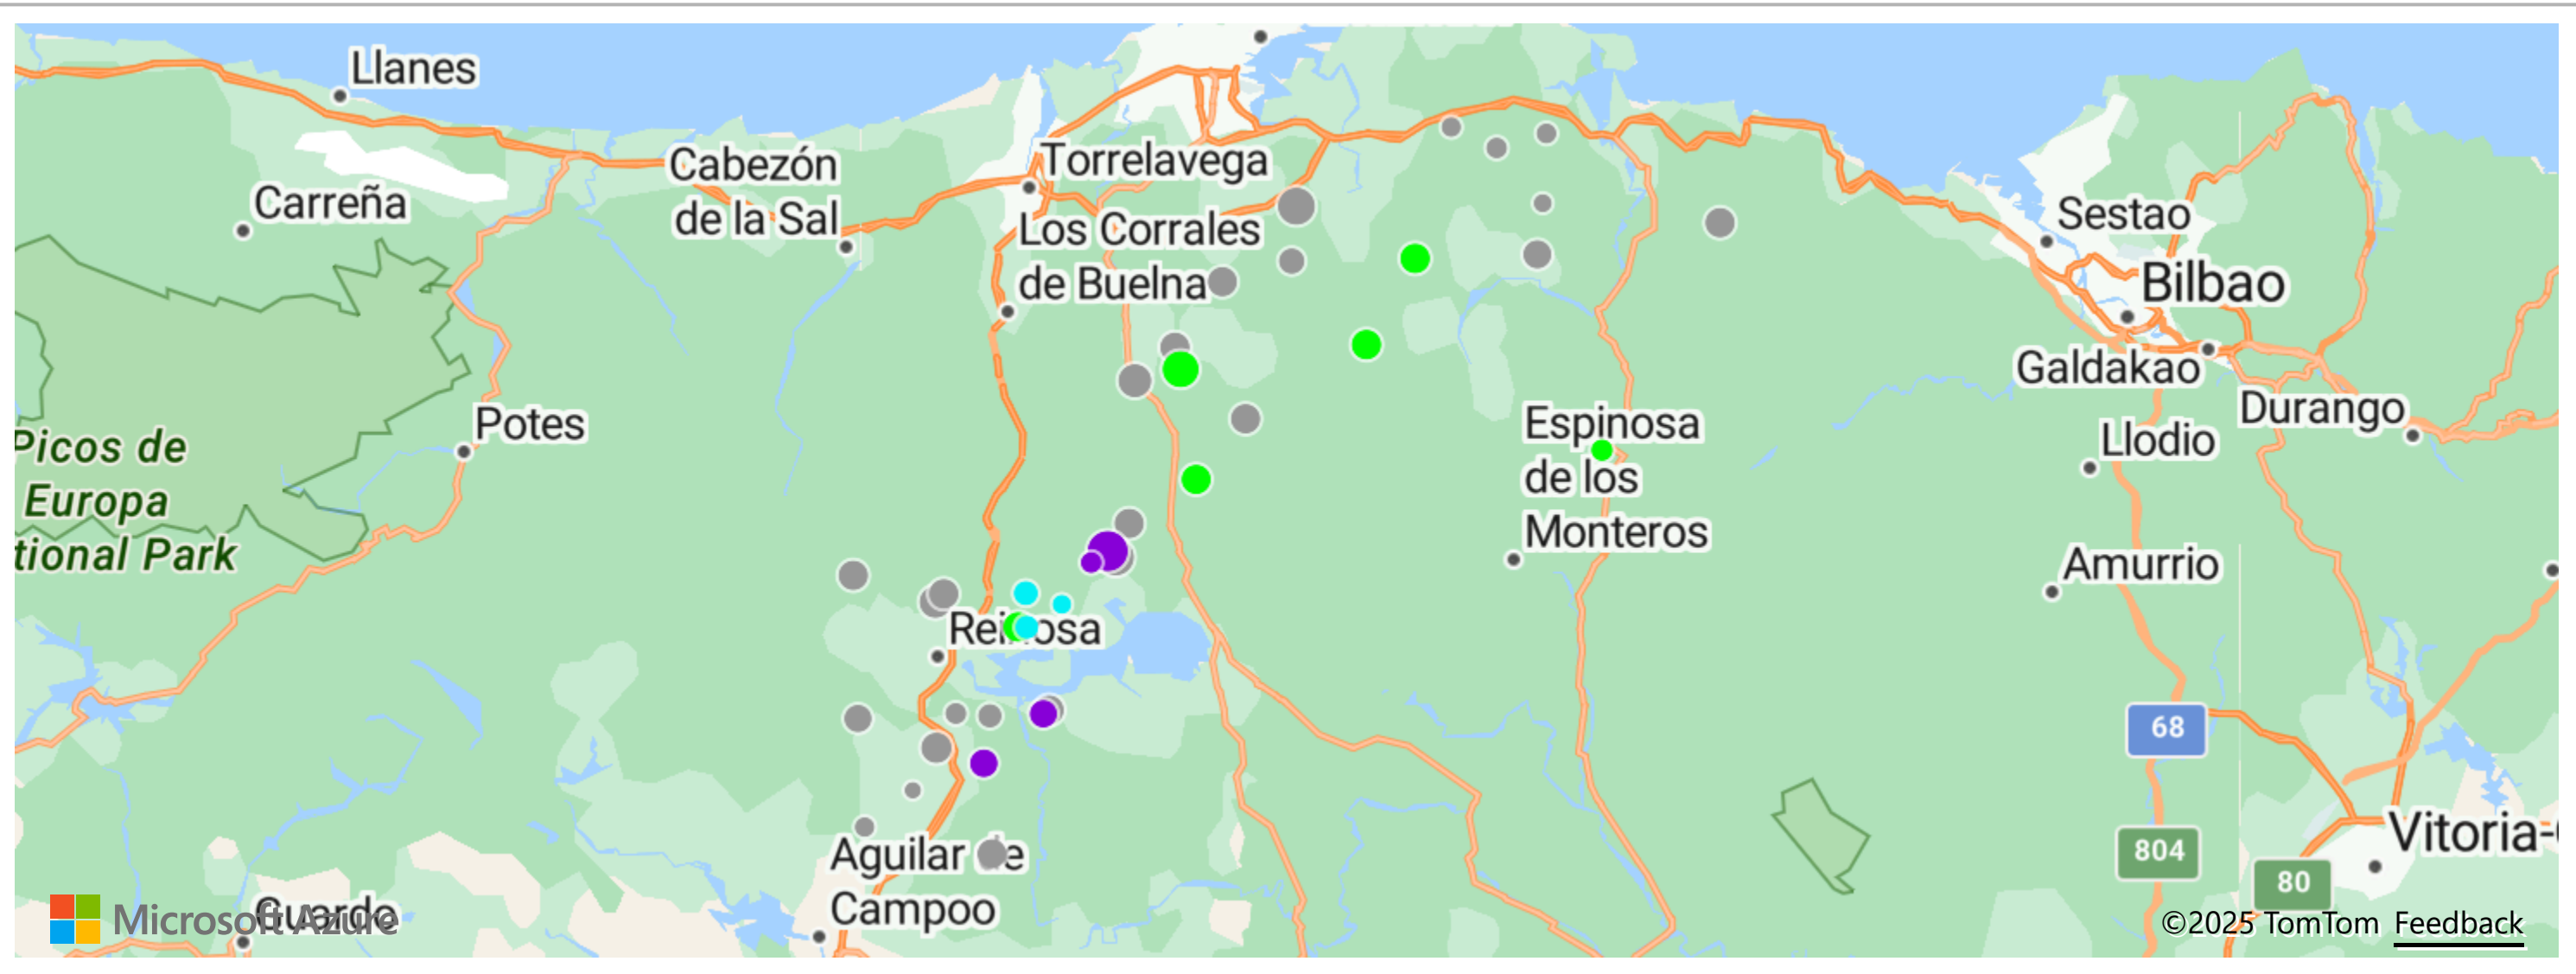 Llanes
Carreña
Cabezón
de la Sal
Torrelavega
Los Corrales
de Buelna
Sestao
Bilbao
Galdakao
Durango
Llodio
Potes
Picos de
Europa
tional Park
Espinosa
de los
Monteros
Amurrio
Reinosa
68
804
80
Vitoria-
Aguilar de
Campoo
Guardo
Microsoft Azure
©2025 TomTom Feedback